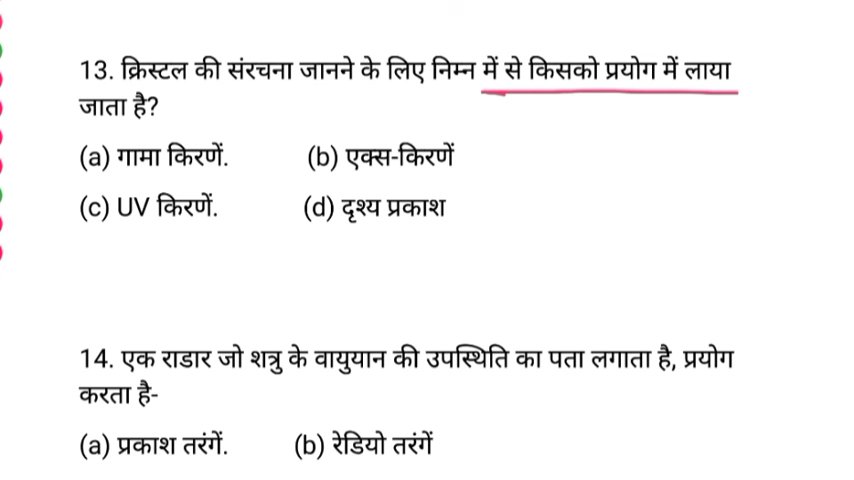 13. क्रिस्टल की संरचना जानने के लिए निम्न में से किसको प्रयोग में लाया
जाता है?
(a) गामा किरणें. (b) एक्स-किरणें
(c) UV किरणें. (d) दृश्य प्रकाश
14. एक राडार जो शत्रु के वायुयान की उपस्थिति का पता लगाता है, प्रयोग
करता है-
(a) प्रकाश तरंगें. (b) रेडियो तरंगें